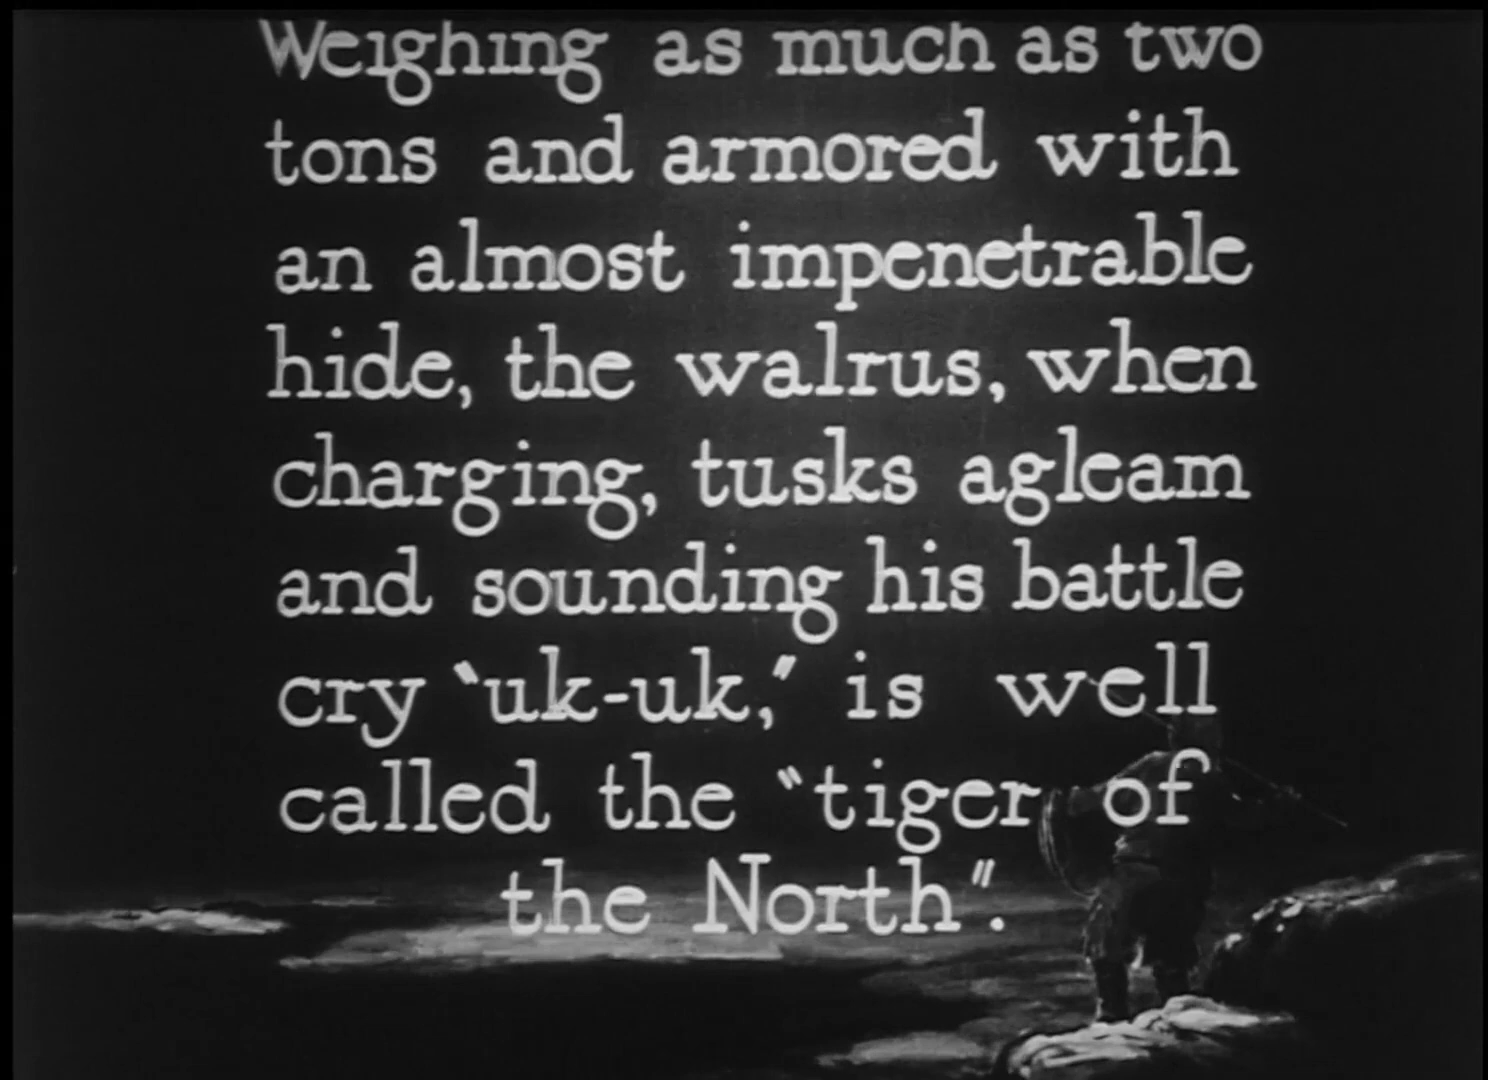 Weighing as much as two
tons and armored with
an almost impenetrable
hide, the walrus, when
charging, tusks agleam
and sounding his battle
cry "uk-uk," is well
called the "tiger of
the North".